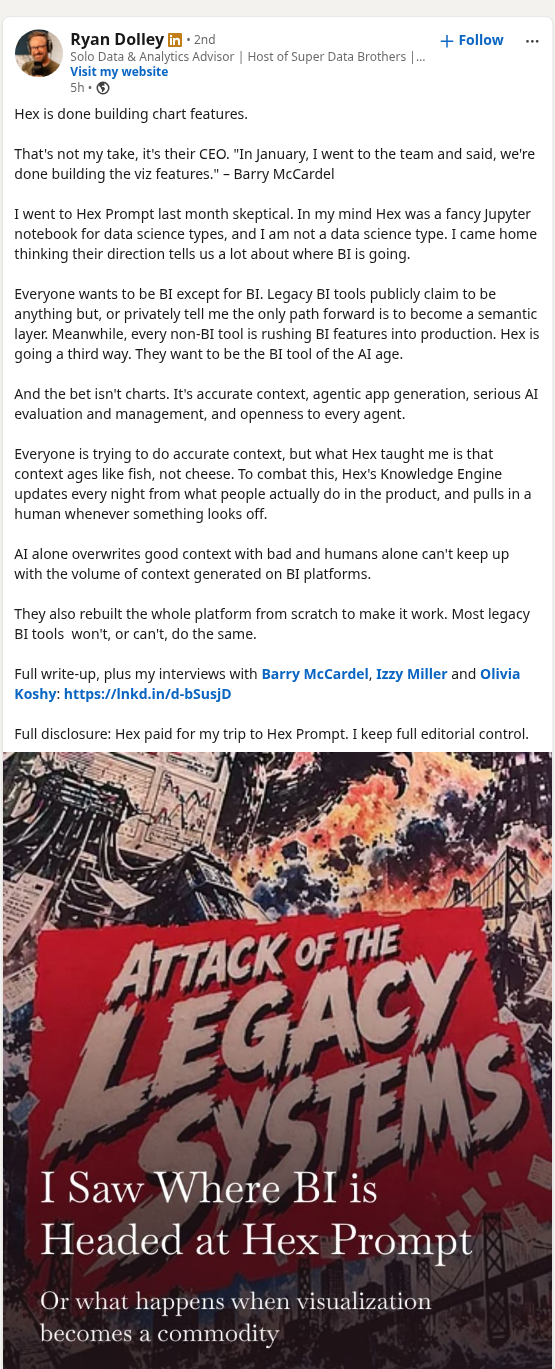 Ryan Dolley in • 2nd
+ Follow ···
Solo Data & Analytics Advisor | Host of Super Data Brothers |...
Visit my website
5h •
Hex is done building chart features.
That's not my take, it's their CEO. "In January, I went to the team and said, we're
done building the viz features." – Barry McCardel
I went to Hex Prompt last month skeptical. In my mind Hex was a fancy Jupyter
notebook for data science types, and I am not a data science type. I came home
thinking their direction tells us a lot about where BI is going.
Everyone wants to be BI except for BI. Legacy BI tools publicly claim to be
anything but, or privately tell me the only path forward is to become a semantic
layer. Meanwhile, every non-BI tool is rushing BI features into production. Hex is
going a third way. They want to be the BI tool of the AI age.
And the bet isn't charts. It's accurate context, agentic app generation, serious AI
evaluation and management, and openness to every agent.
Everyone is trying to do accurate context, but what Hex taught me is that
context ages like fish, not cheese. To combat this, Hex's Knowledge Engine
updates every night from what people actually do in the product, and pulls in a
human whenever something looks off.
AI alone overwrites good context with bad and humans alone can't keep up
with the volume of context generated on BI platforms.
They also rebuilt the whole platform from scratch to make it work. Most legacy
BI tools  won't, or can't, do the same.
Full write-up, plus my interviews with Barry McCardel, Izzy Miller and Olivia
Koshy: https://lnkd.in/d-bSusjD
Full disclosure: Hex paid for my trip to Hex Prompt. I keep full editorial control.
ATTACK OF THE
LEGACY
SYSTEMS
I Saw Where BI is
Headed at Hex Prompt
Or what happens when visualization
becomes a commodity